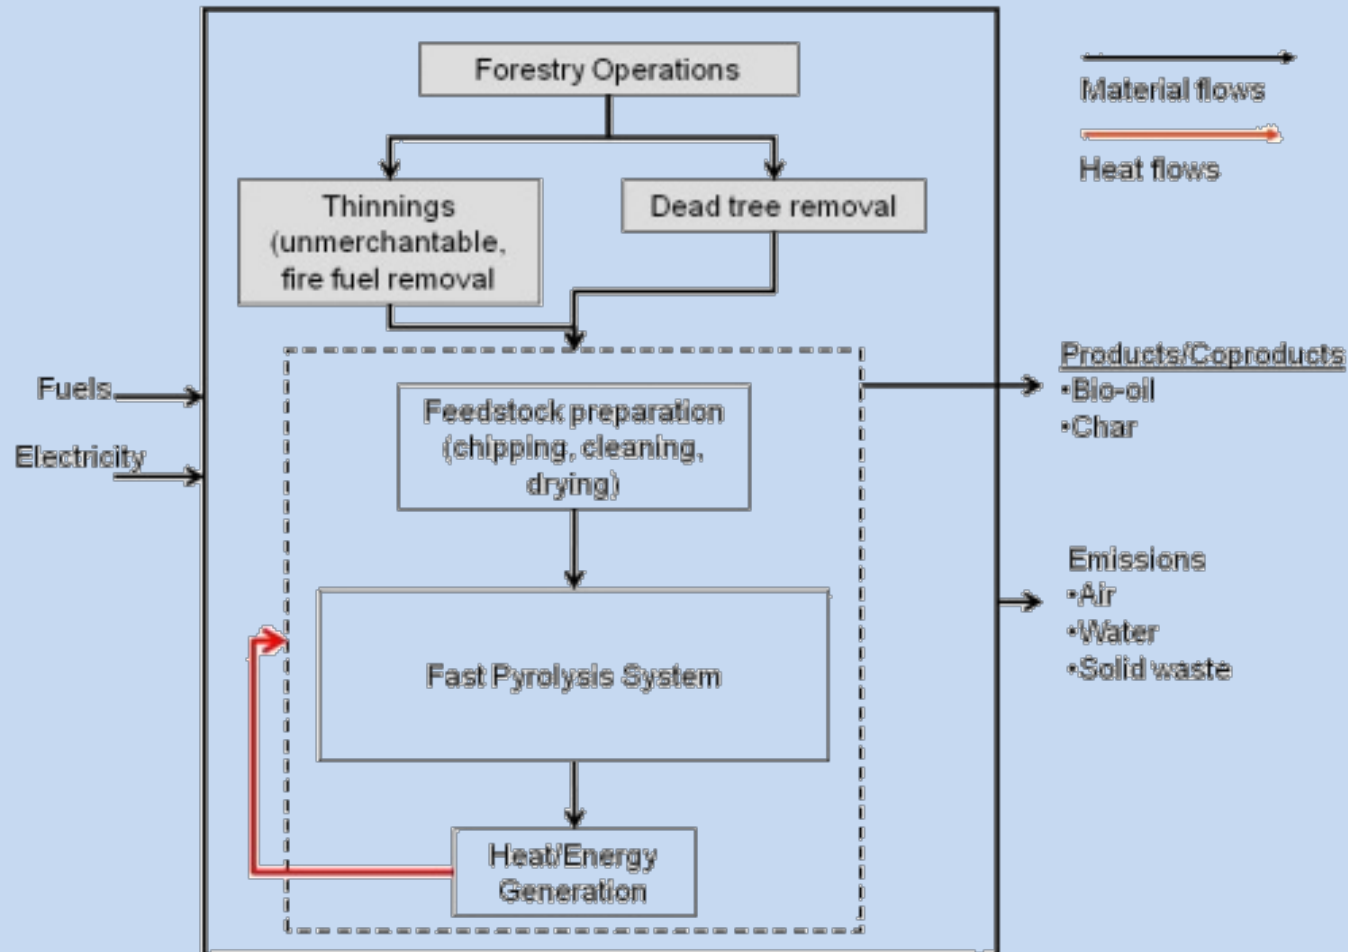 Forestry Operations
Material flows
Heat flows
Thinnings
(unmerchantable,
fire fuel removal
Dead tree removal
Fuels
Electricity
Feedstock preparation
(chipping, cleaning,
drying)
Products/Coproducts
•Bio-oil
•Char
Fast Pyrolysis System
Emissions
•Air
•Water
•Solid waste
Heat/Energy
Generation